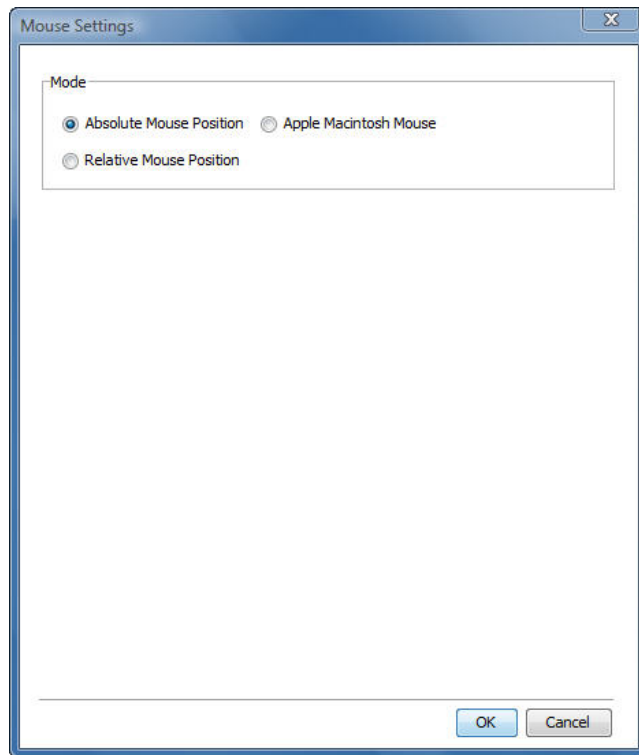 Mouse Settings
Mode
Absolute Mouse Position Apple Macintosh Mouse
Relative Mouse Position
OK Cancel